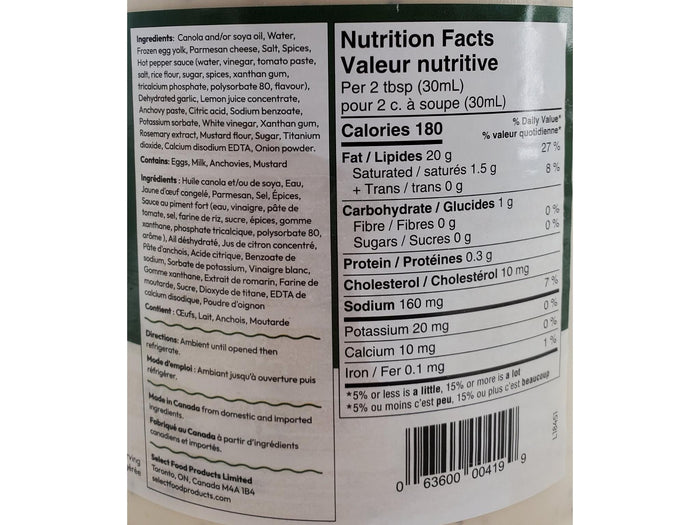 Ingredients: Canola and/or soya oil, Water,
Frozen egg yolk, Parmesan cheese, Salt, Spices,
Hot pepper sauce (water, vinegar, tomato paste,
salt, rice flour, sugar, spices, xanthan gum,
tricalcium phosphate, polysorbate 80, flavour),
Dehydrated garlic, Lemon juice concentrate,
Anchovy paste, Citric acid, Sodium benzoate,
Potassium sorbate, White vinegar, Xanthan gum,
Rosemary extract, Mustard flour, Sugar, Titanium
dioxide, Calcium disodium EDTA, Onion powder.
Contains: Eggs, Milk, Anchovies, Mustard
Ingrédients : Huile canola et/ou de soya, Eau,
Jaune d'œuf congelé, Parmesan, Sel, Épices,
Sauce au piment fort (eau, vinaigre, pâte de
tomate, sel, farine de riz, sucre, épices, gomme
xanthane, phosphate tricalcique, polysorbate 80,
arôme), Ail déshydraté, Jus de citron concentré,
Pâte d'anchois, Acide citrique, Benzoate de
sodium, Sorbate de potassium, Vinaigre blanc,
Gomme xanthane, Extrait de romarin, Farine de
moutarde, Sucre, Dioxyde de titane, EDTA de
calcium disodique, Poudre d'oignon
Contient : Œufs, Lait, Anchois, Moutarde
Directions: Ambient until opened then
refrigerate.
Mode d'emploi : Ambiant jusqu'à ouverture puis
réfrigérer.
Made in Canada from domestic and imported
ingredients.
Fabriqué au Canada à partir d'ingrédients
canadiens et importés.
Select Food Products Limited
Toronto, ON, Canada M4A 1B4
selectfoodproducts.com
Nutrition Facts
Valeur nutritive
Per 2 tbsp (30mL)
pour 2 c. à soupe (30mL)
Calories 180
% Daily Value*
% valeur quotidienne*
Fat / Lipides 20 g 27 %
Saturated / saturés 1.5 g 8 %
+ Trans / trans 0 g
Carbohydrate / Glucides 1 g
Fibre / Fibres 0 g 0 %
Sugars / Sucres 0 g 0 %
Protein / Protéines 0.3 g
Cholesterol / Cholestérol 10 mg
Sodium 160 mg 7 %
Potassium 20 mg 0 %
Calcium 10 mg 0 %
Iron / Fer 0.1 mg 1 %
*5% or less is a little, 15% or more is a lot
*5% ou moins c'est peu, 15% ou plus c'est beaucoup
0 63600 00419 9